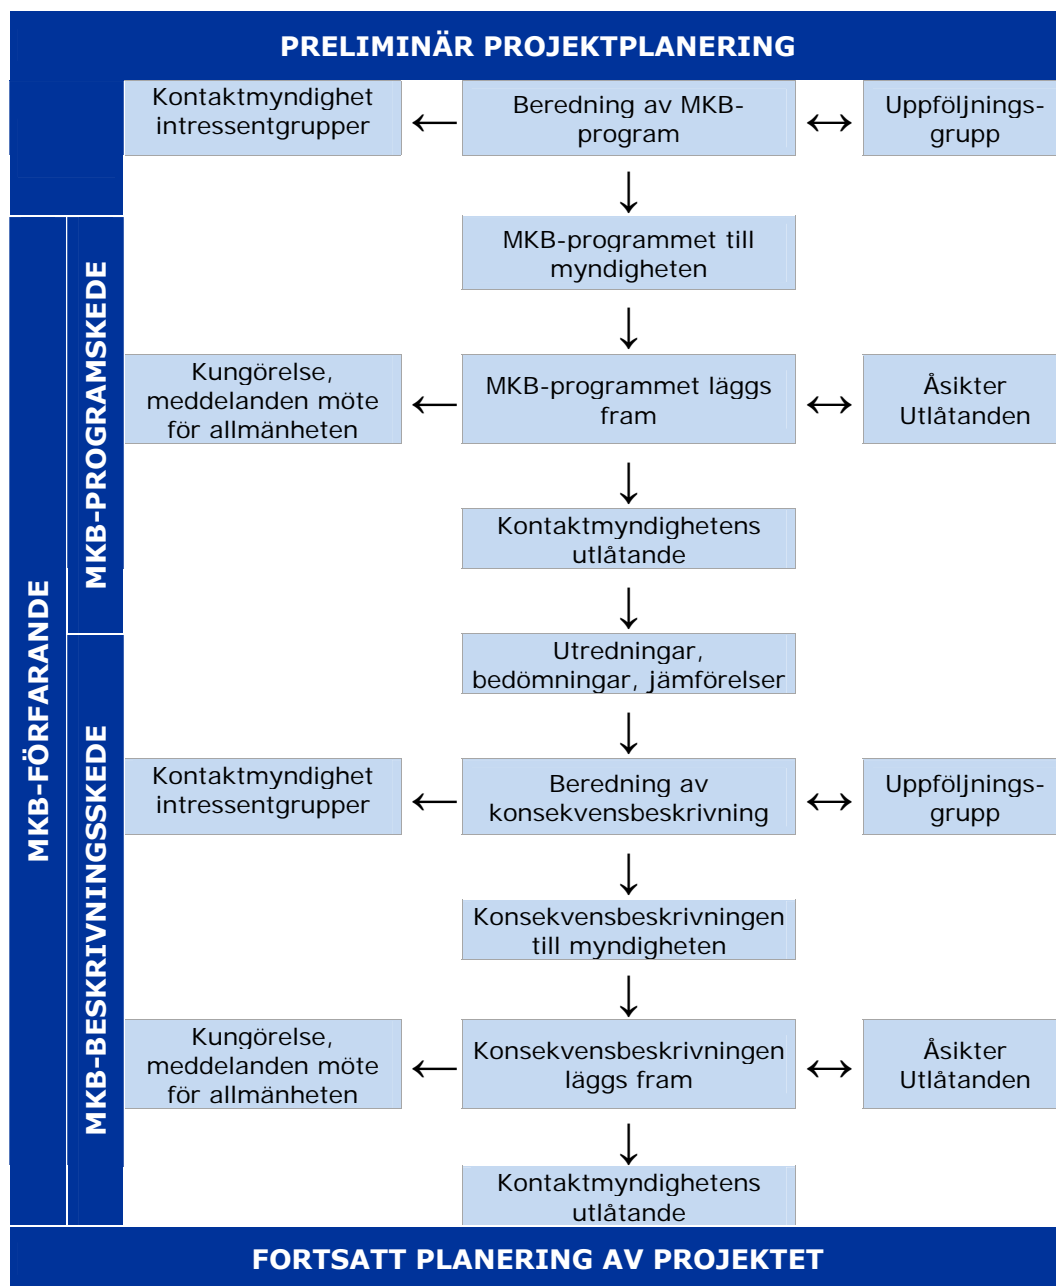 PRELIMINÄR PROJEKTPLANERING
Kontaktmyndighet
intressentgrupper
Beredning av MKB-
program
Uppföljnings-
grupp
MKB-programmet till
myndigheten
MKB-FÖRFARANDE
MKB-PROGRAMSKEDE
Kungörelse,
meddelanden möte
för allmänheten
MKB-programmet läggs
fram
Åsikter
Utlåtanden
Kontaktmyndighetens
utlåtande
MKB-BESKRIVNINGSSKEDE
Utredningar,
bedömningar, jämförelser
Kontaktmyndighet
intressentgrupper
Beredning av
konsekvensbeskrivning
Uppföljnings-
grupp
Konsekvensbeskrivningen
till myndigheten
Kungörelse,
meddelanden möte
för allmänheten
Konsekvensbeskrivningen
läggs fram
Åsikter
Utlåtanden
Kontaktmyndighetens
utlåtande
FORTSATT PLANERING AV PROJEKTET